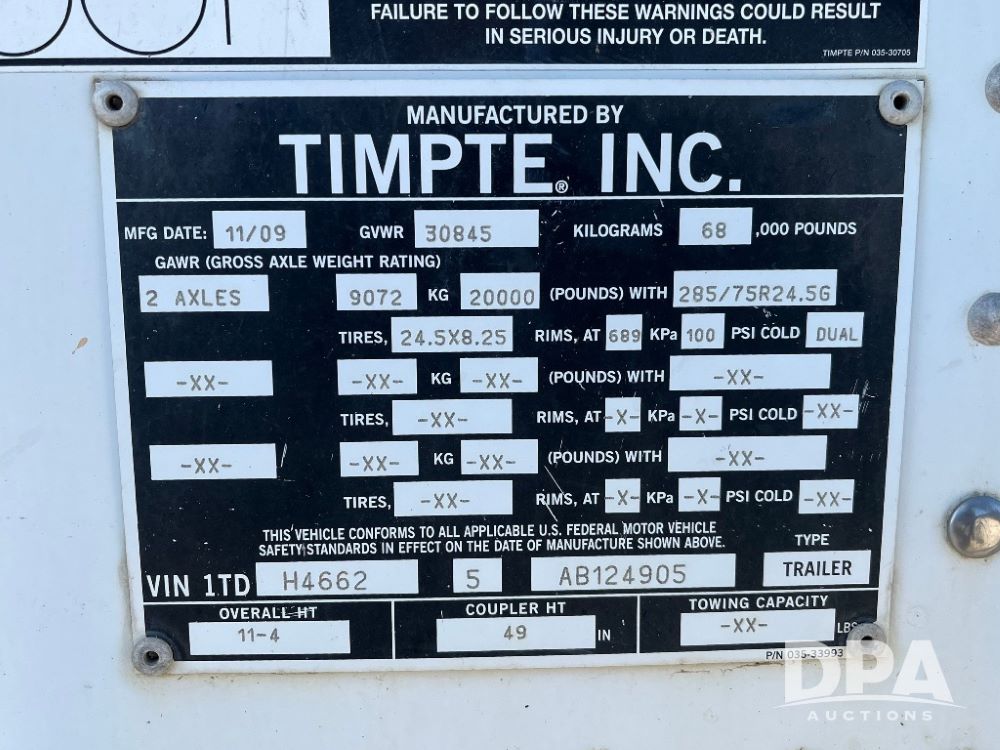 FAILURE TO FOLLOW THESE WARNINGS COULD RESULT
IN SERIOUS INJURY OR DEATH.
TIMPTE P/N 035-30705
MANUFACTURED BY
TIMPTE® INC.
MFG DATE: 11/09 GVWR 30845 KILOGRAMS 68 ,000 POUNDS
GAWR (GROSS AXLE WEIGHT RATING)
2 AXLES 9072 KG 20000 (POUNDS) WITH 285/75R24.5G
TIRES, 24.5X8.25 RIMS, AT 689 KPa 100 PSI COLD DUAL
-XX- -XX- KG -XX- (POUNDS) WITH -XX-
TIRES, -XX- RIMS, AT -X- KPa -X- PSI COLD -XX-
-XX- -XX- KG -XX- (POUNDS) WITH -XX-
TIRES, -XX- RIMS, AT -X- KPa -X- PSI COLD -XX-
THIS VEHICLE CONFORMS TO ALL APPLICABLE U.S. FEDERAL MOTOR VEHICLE
SAFETY STANDARDS IN EFFECT ON THE DATE OF MANUFACTURE SHOWN ABOVE.
TYPE
VIN 1TD H4662 5 AB124905 TRAILER
OVERALL HT COUPLER HT TOWING CAPACITY
11-4 49 IN -XX- LBS
P/N 035-33993
DPA
AUCTIONS